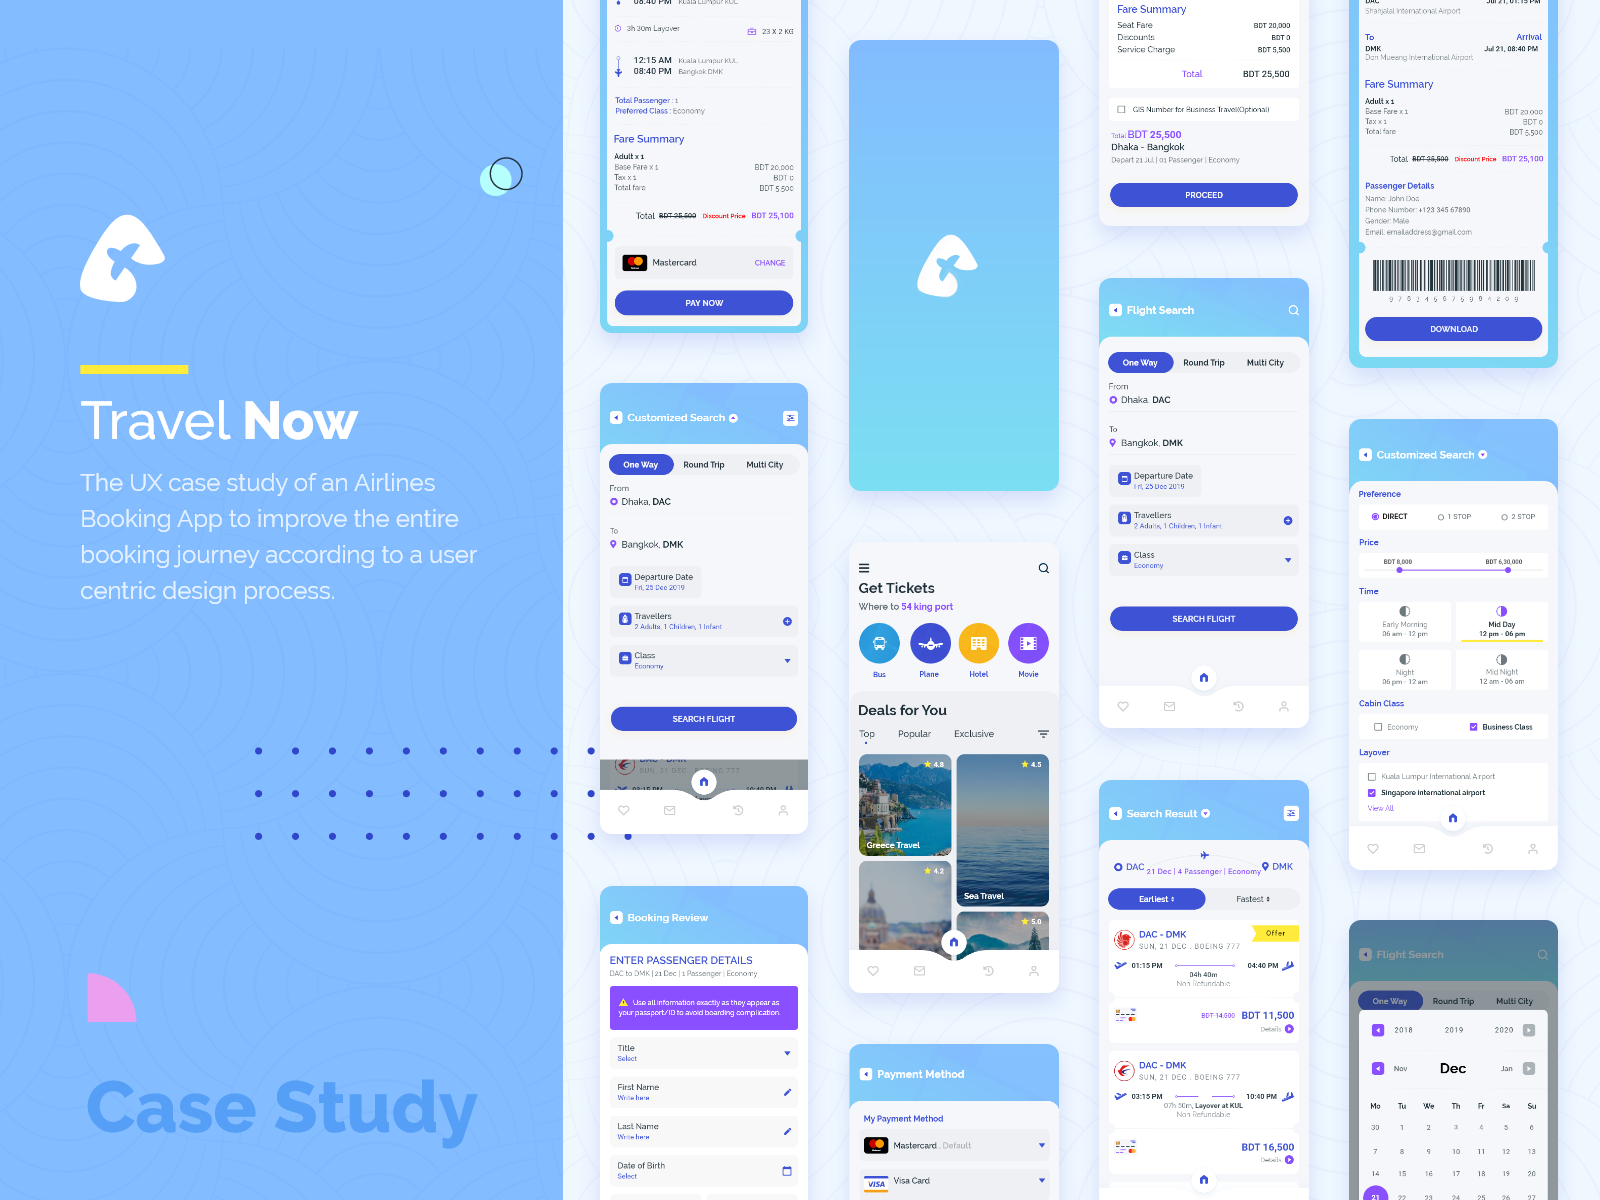 Travel Now
The UX case study of an Airlines
Booking App to improve the entire
booking journey according to a user
centric design process.
Case Study
08:40 PM Kuala Lumpur KUL
3h 30m Layover 23 X 2 KG
12:15 AM Kuala Lumpur KUL
08:40 PM Bangkok DMK
Total Passenger : 1
Preferred Class : Economy
Fare Summary
Adult x 1
Base Fare x 1 BDT 20,000
Tax x 1 BDT 0
Total fare BDT 5,500
Total BDT 25,500 Discount Price BDT 25,100
Mastercard CHANGE
PAY NOW
Customized Search
One Way Round Trip Multi City
From
Dhaka, DAC
To
Bangkok, DMK
Departure Date
Fri, 25 Dec 2019
Travellers
2 Adults, 1 Children, 1 Infant
Class
Economy
SEARCH FLIGHT
DAC - DMK
SUN, 21 DEC . BOEING 777
03:15 PM 10:40 PM
Booking Review
ENTER PASSENGER DETAILS
DAC to DMK | 21 Dec | 1 Passenger | Economy
Use all information exactly as they appear as
your passport/ID to avoid boarding complication.
Title
Select
First Name
Write here
Last Name
Write here
Date of Birth
Select
Get Tickets
Where to 54 king port
Bus Plane Hotel Movie
Deals for You
Top Popular Exclusive
4.8
Greece Travel
4.5
Sea Travel
4.2
5.0
Payment Method
My Payment Method
Mastercard . Default
VISA Visa Card
Fare Summary
Seat Fare BDT 20,000
Discounts BDT 0
Service Charge BDT 5,500
Total BDT 25,500
GIS Number for Business Travel(Optional)
Total BDT 25,500
Dhaka - Bangkok
Depart 21 Jul | 01 Passenger | Economy
PROCEED
Flight Search
One Way Round Trip Multi City
From
Dhaka, DAC
To
Bangkok, DMK
Departure Date
Fri, 25 Dec 2019
Travellers
2 Adults, 1 Children, 1 Infant
Class
Economy
SEARCH FLIGHT
Search Result
DAC 21 Dec | 4 Passenger | Economy DMK
Earliest Fastest
DAC - DMK Offer
SUN, 21 DEC . BOEING 777
01:15 PM 04:40 PM
04h 40m
Non Refundable
BDT 14,500 BDT 11,500
Details
DAC - DMK
SUN, 21 DEC . BOEING 777
03:15 PM 10:40 PM
07h 50m, Layover at KUL
Non Refundable
BDT 16,500
Details
DAC Jul 21, 01:15 PM
Shahjalal International Airport
To Arrival
DMK Jul 21, 08:40 PM
Don Mueang International Airport
Fare Summary
Adult x 1
Base Fare x 1 BDT 20,000
Tax x 1 BDT 0
Total fare BDT 5,500
Total BDT 25,500 Discount Price BDT 25,100
Passenger Details
Name: John Doe
Phone Number: +123 345 67890
Gender: Male
Email: emailaddress@gmail.com
9 7 6 3 4 5 6 7 5 9 8 4 2 0 9
DOWNLOAD
Customized Search
Preference
DIRECT 1 STOP 2 STOP
Price
BDT 8,000 BDT 6,30,000
Time
Early Morning Mid Day
06 am - 12 pm 12 pm - 06 pm
Night Mid Night
06 pm - 12 am 12 am - 06 am
Cabin Class
Economy Business Class
Layover
Kuala Lumpur International Airport
Singapore international airport
View All
Flight Search
One Way Round Trip Multi City
2018 2019 2020
Nov Dec Jan
Mo Tu We Th Fr Sa Su
30 1 2 3 4 5 6
7 8 9 10 11 12 13
14 15 16 17 18 19 20
21 22 23 24 25 26 27